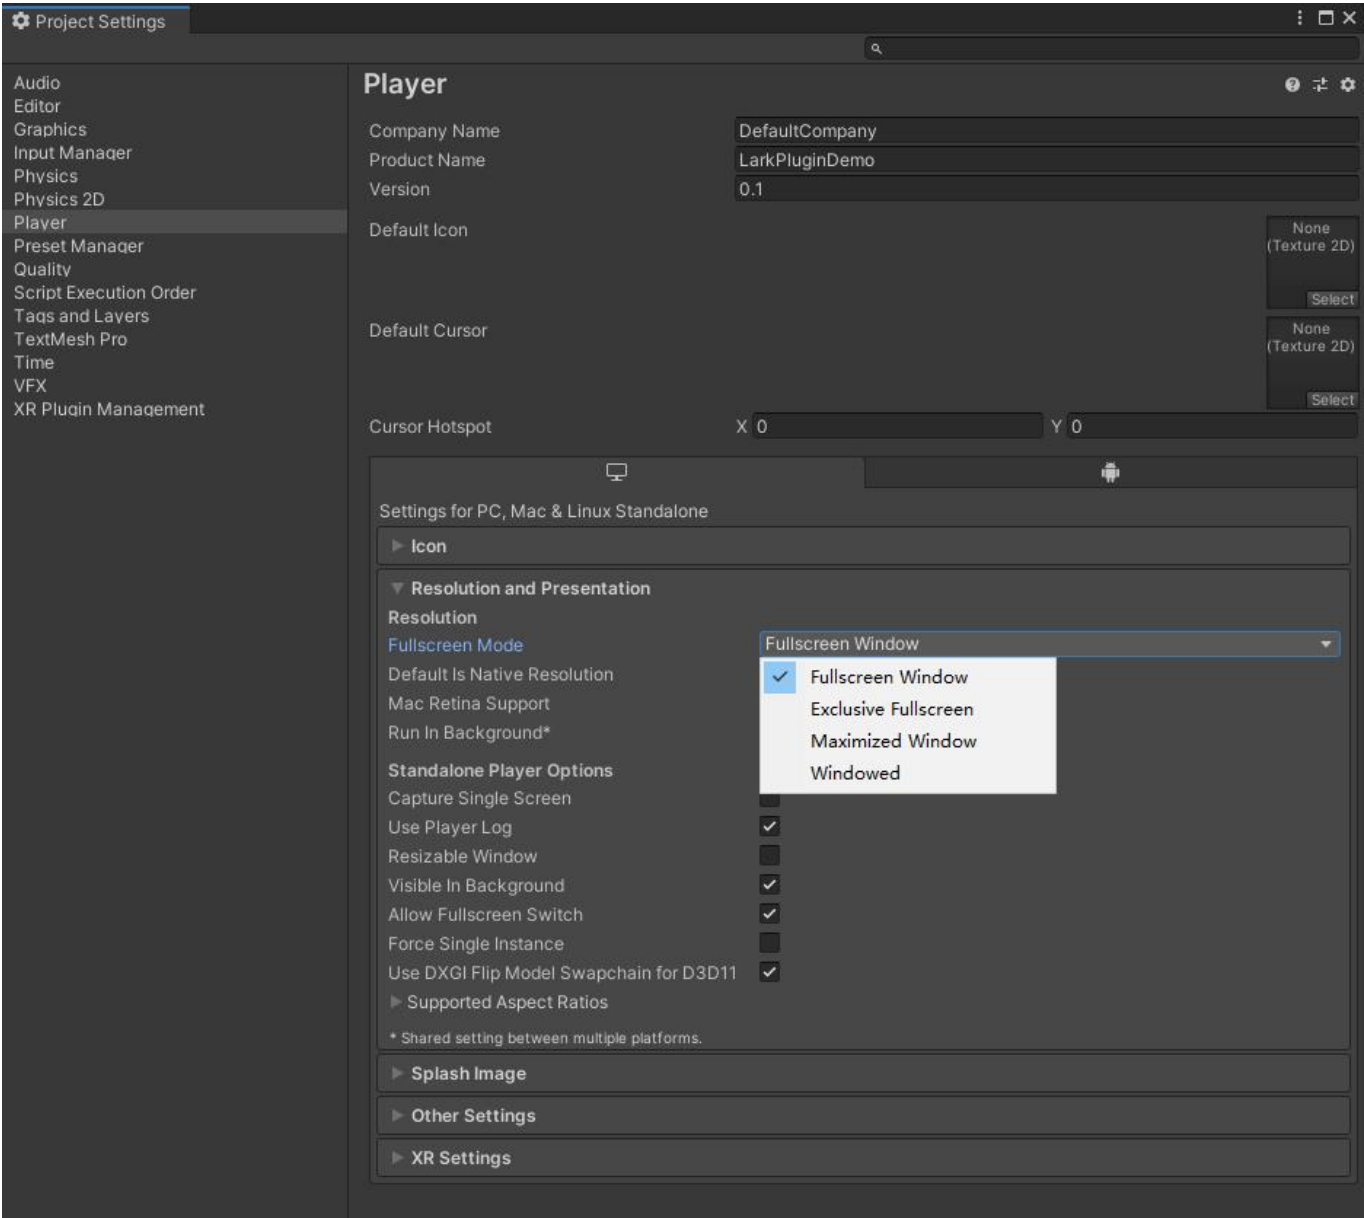 Project Settings
Audio
Editor
Graphics
Input Manager
Physics
Physics 2D
Player
Preset Manager
Quality
Script Execution Order
Tags and Layers
TextMesh Pro
Time
VFX
XR Plugin Management
Player
Company Name DefaultCompany
Product Name LarkPluginDemo
Version 0.1
Default Icon
None
(Texture 2D)
Select
Default Cursor
None
(Texture 2D)
Select
Cursor Hotspot X 0 Y 0
Settings for PC, Mac & Linux Standalone
Icon
Resolution and Presentation
Resolution
Fullscreen Mode Fullscreen Window
Default Is Native Resolution
Mac Retina Support
Run In Background*
Fullscreen Window
Exclusive Fullscreen
Maximized Window
Windowed
Standalone Player Options
Capture Single Screen
Use Player Log
Resizable Window
Visible In Background
Allow Fullscreen Switch
Force Single Instance
Use DXGI Flip Model Swapchain for D3D11
Supported Aspect Ratios
* Shared setting between multiple platforms.
Splash Image
Other Settings
XR Settings